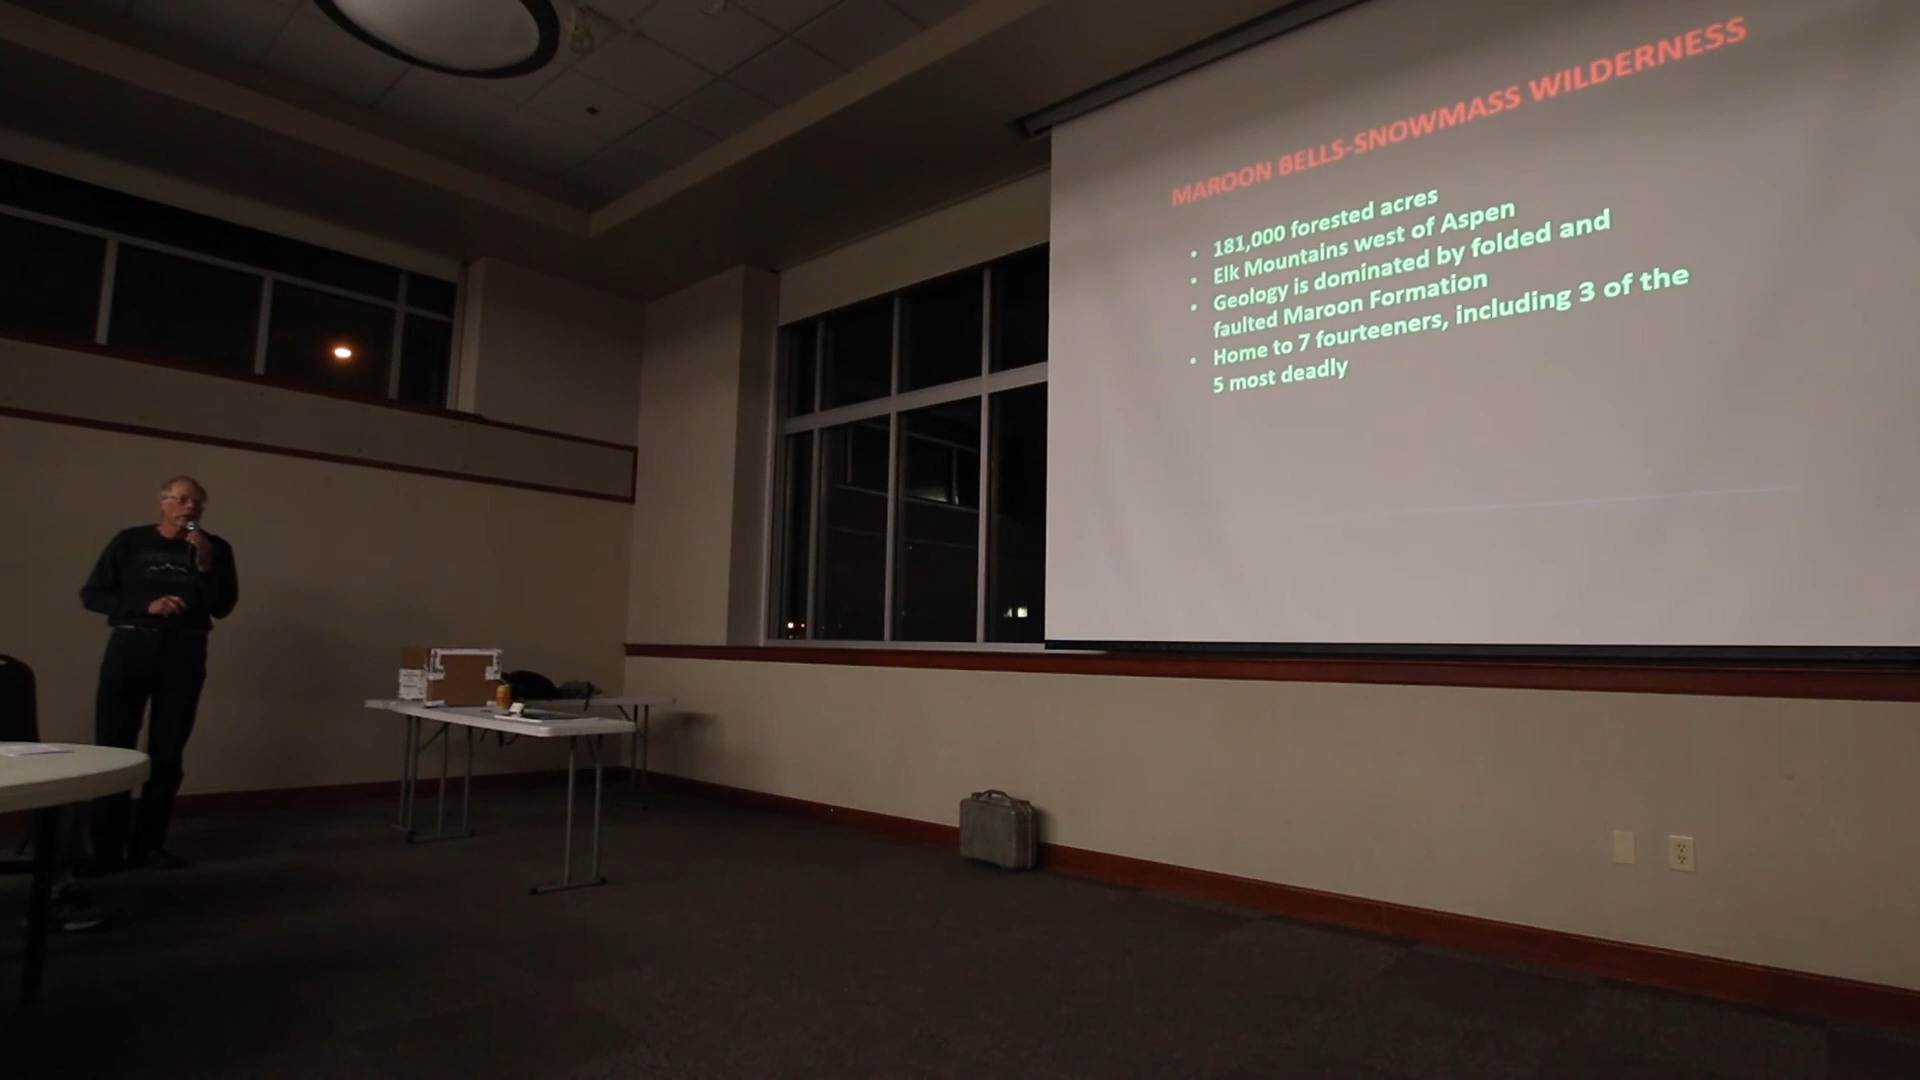 MAROON BELLS-SNOWMASS WILDERNESS
• 181,000 forested acres
• Elk Mountains west of Aspen
• Geology is dominated by folded and
faulted Maroon Formation
• Home to 7 fourteeners, including 3 of the
5 most deadly